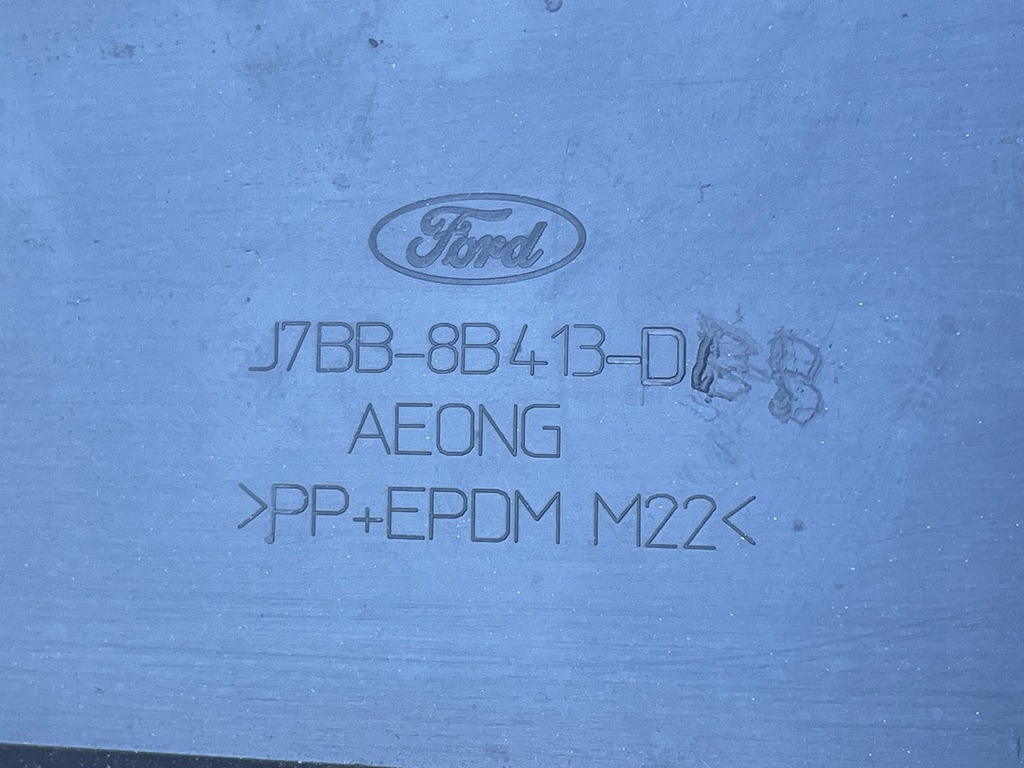 Ford
J7BB-8B413-D
AEONG
>PP+EPDM M22<